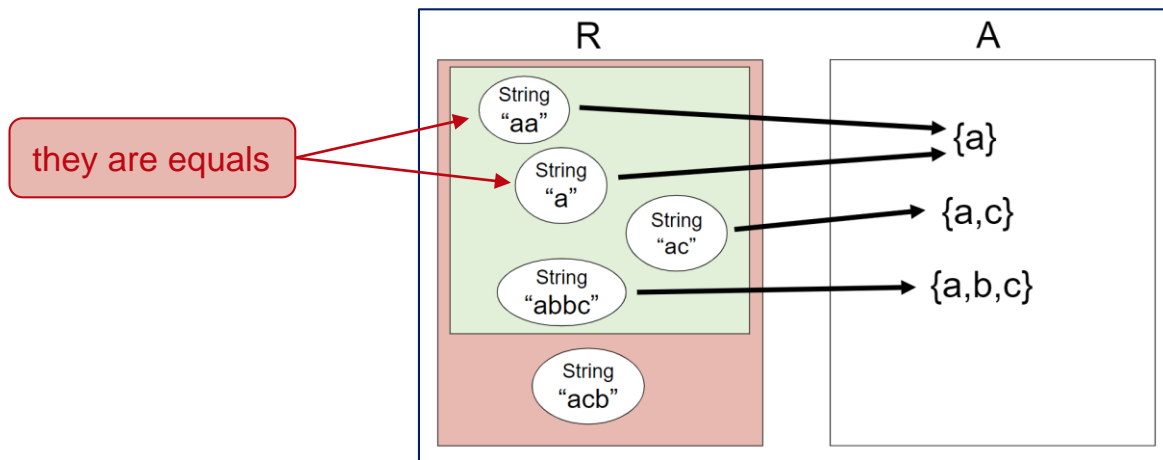 R
A
String
“aa”
{a}
they are equals
String
“a”
String
“ac”
{a,c}
String
“abbc”
{a,b,c}
String
“acb”